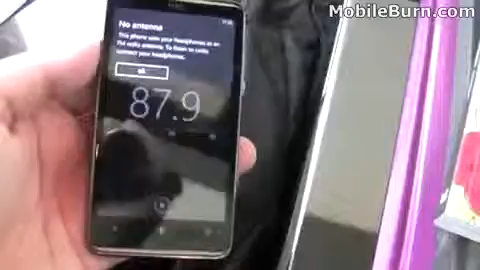 MobileBurn.com
No antenna
This phone uses your headphones as an
FM radio antenna. To listen to radio
connect your headphones.
ok
87.9